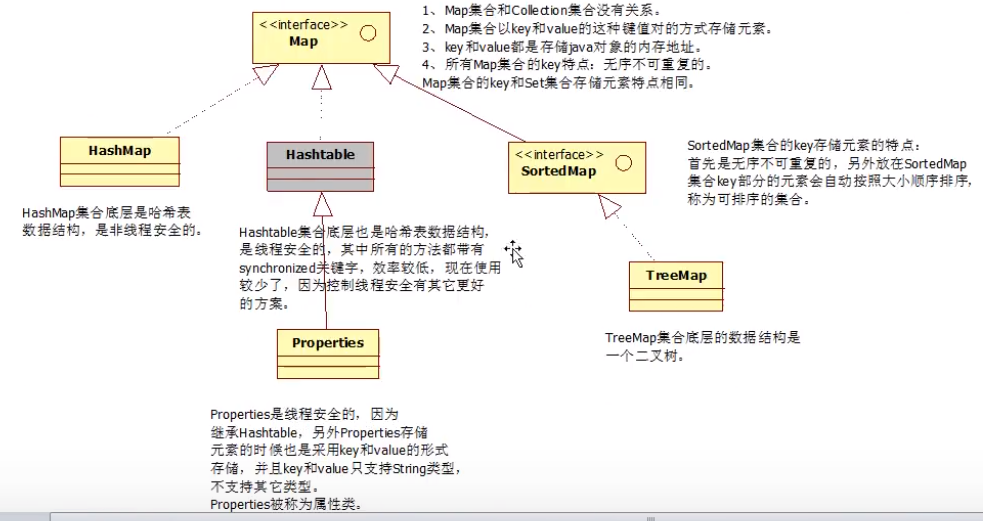 <<interface>>
Map
1、Map集合和Collection集合没有关系。
2、Map集合以key和value的这种键值对的方式存储元素。
3、key和value都是存储java对象的内存地址。
4、所有Map集合的key特点：无序不可重复的。
Map集合的key和Set集合存储元素特点相同。
HashMap
HashMap集合底层是哈希表
数据结构，是非线程安全的。
Hashtable
Hashtable集合底层也是哈希表数据结构，
是线程安全的，其中所有的方法都带有
synchronized关键字，效率较低，现在使用
较少了，因为控制线程安全有其它更好
的方案。
<<interface>>
SortedMap
SortedMap集合的key存储元素的特点：
首先是无序不可重复的，另外放在SortedMap
集合key部分的元素会自动按照大小顺序排序，
称为可排序的集合。
TreeMap
TreeMap集合底层的数据结构是
一个二叉树。
Properties
Properties是线程安全的，因为
继承Hashtable，另外Properties存储
元素的时候也是采用key和value的形式
存储，并且key和value只支持String类型，
不支持其它类型。
Properties被称为属性类。